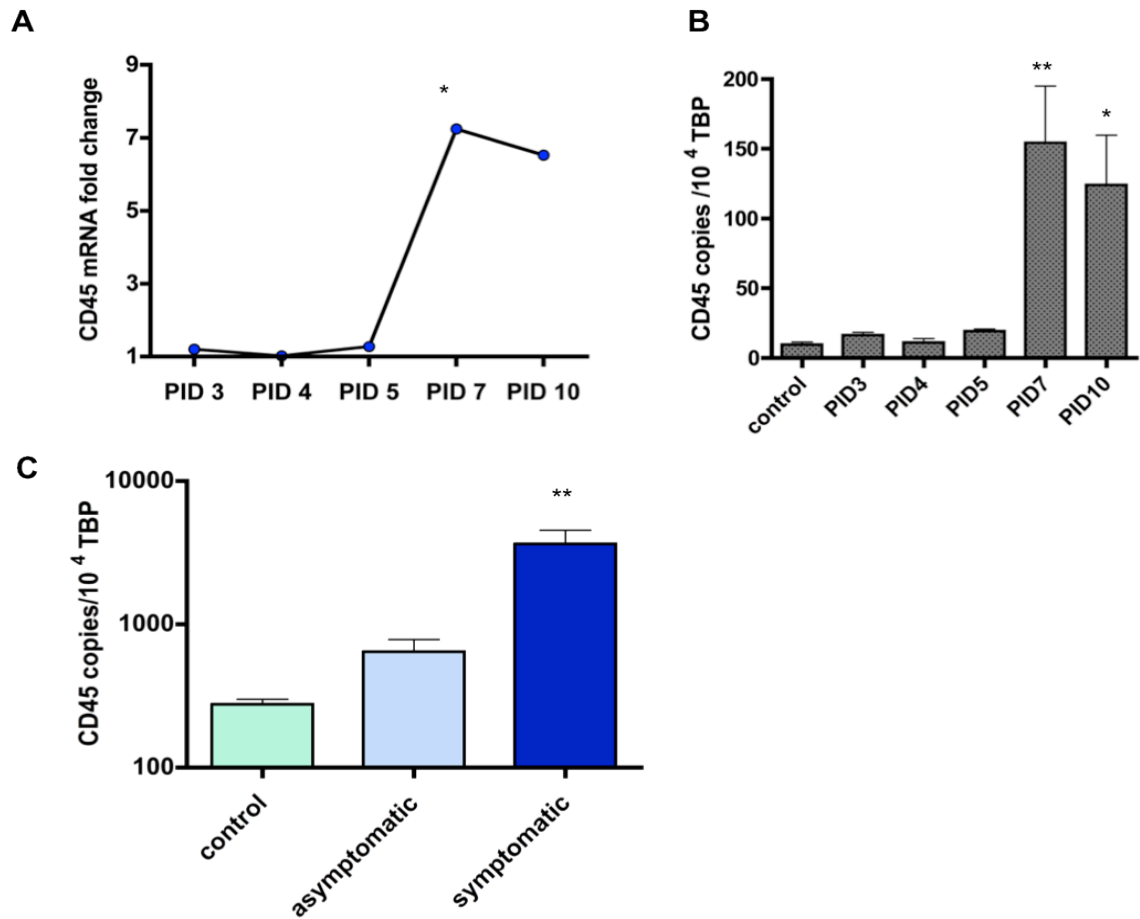 A
CD45 mRNA fold change
9
7
5
3
1
*
PID 3 PID 4 PID 5 PID 7 PID 10
B
CD45 copies /10 4 TBP
200
150
100
50
0
**
*
control PID3 PID4 PID5 PID7 PID10
C
CD45 copies/10 4 TBP
10000
1000
100
**
control asymptomatic symptomatic